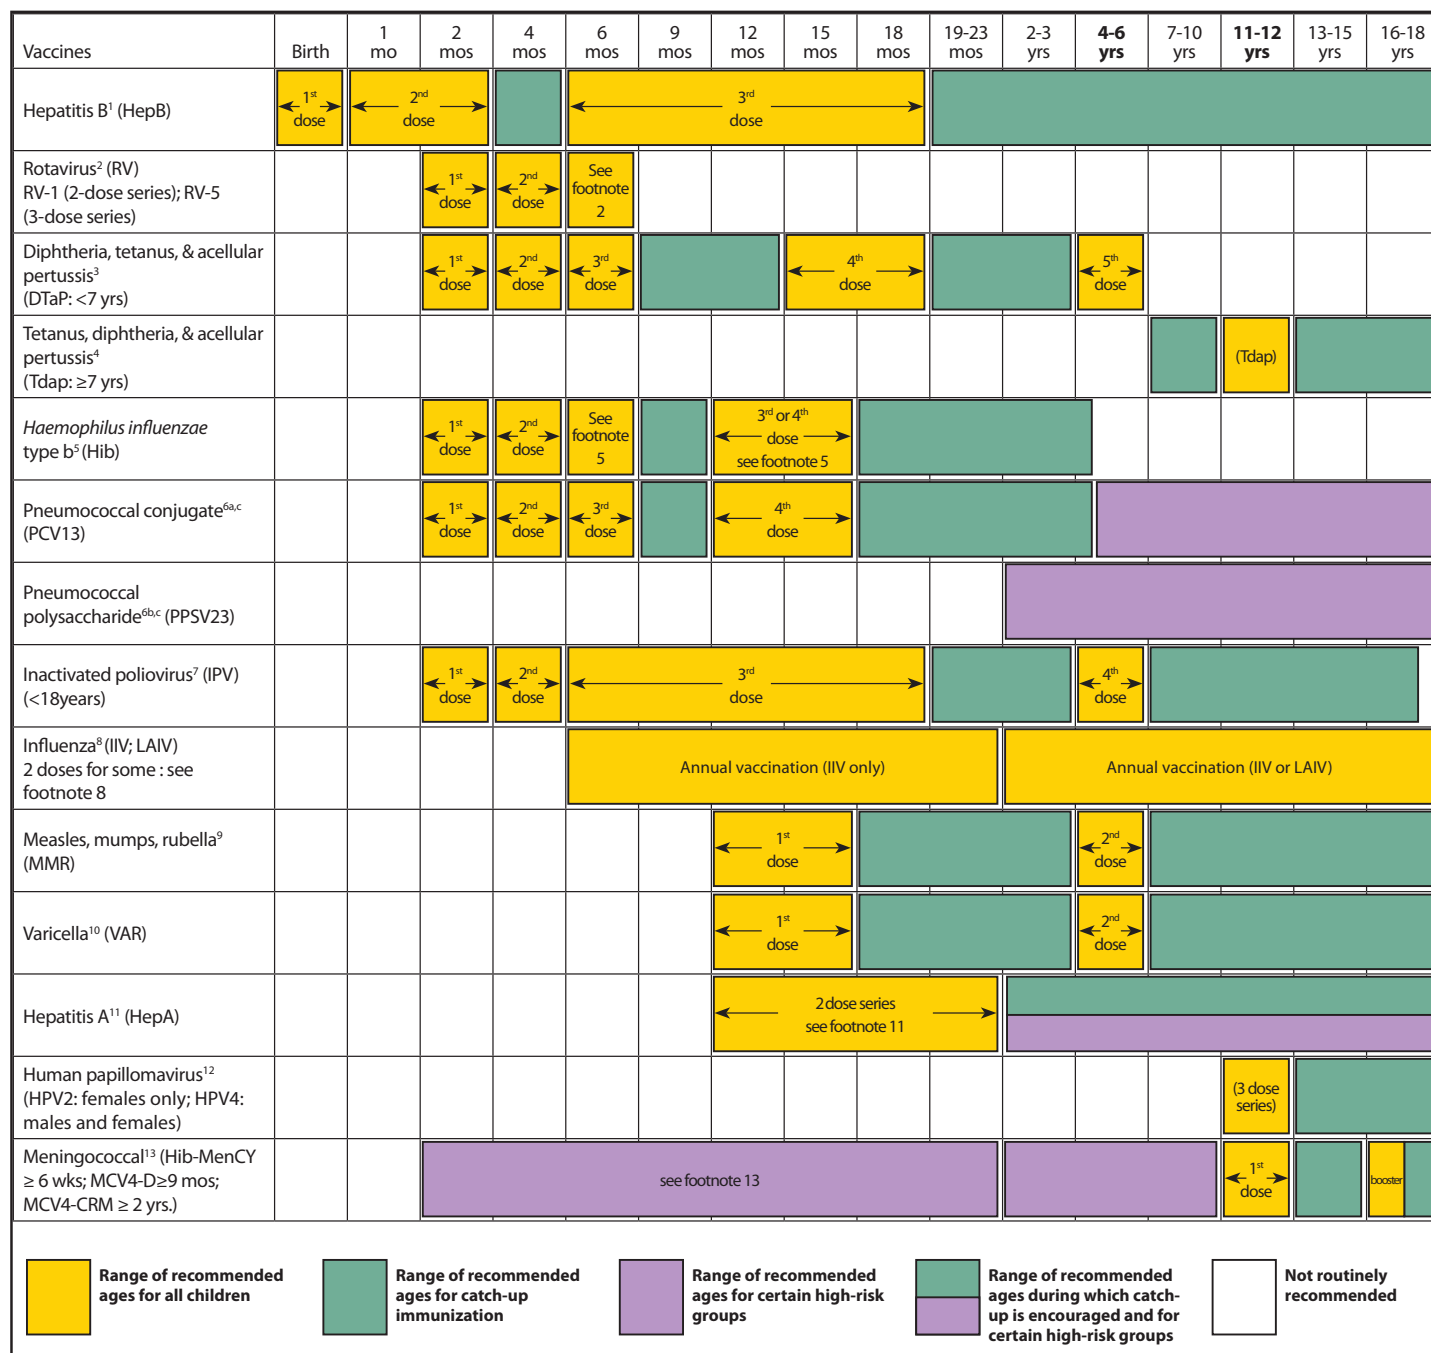 Vaccines Birth 1 mo 2 mos 4 mos 6 mos 9 mos 12 mos 15 mos 18 mos 19-23 mos 2-3 yrs 4-6 yrs 7-10 yrs 11-12 yrs 13-15 yrs 16-18 yrs
Hepatitis B¹ (HepB)
1st dose
2nd dose
3rd dose
Rotavirus² (RV)
RV-1 (2-dose series); RV-5
(3-dose series)
1st dose
2nd dose
See footnote 2
Diphtheria, tetanus, & acellular
pertussis³
(DTaP: <7 yrs)
1st dose
2nd dose
3rd dose
4th dose
5th dose
Tetanus, diphtheria, & acellular
pertussis⁴
(Tdap: ≥7 yrs)
(Tdap)
Haemophilus influenzae
type b⁵ (Hib)
1st dose
2nd dose
See footnote 5
3rd or 4th
dose
see footnote 5
Pneumococcal conjugate6a,c
(PCV13)
1st dose
2nd dose
3rd dose
4th dose
Pneumococcal
polysaccharide6b,c (PPSV23)
Inactivated poliovirus⁷ (IPV)
(<18years)
1st dose
2nd dose
3rd dose
4th dose
Influenza⁸ (IIV; LAIV)
2 doses for some : see
footnote 8
Annual vaccination (IIV only)
Annual vaccination (IIV or LAIV)
Measles, mumps, rubella⁹
(MMR)
1st dose
2nd dose
Varicella¹⁰ (VAR)
1st dose
2nd dose
Hepatitis A¹¹ (HepA)
2 dose series
see footnote 11
Human papillomavirus¹²
(HPV2: females only; HPV4:
males and females)
(3 dose
series)
Meningococcal¹³ (Hib-MenCY
≥ 6 wks; MCV4-D≥9 mos;
MCV4-CRM ≥ 2 yrs.)
see footnote 13
1st dose
booster
Range of recommended
ages for all children
Range of recommended
ages for catch-up
immunization
Range of recommended
ages for certain high-risk
groups
Range of recommended
ages during which catch-
up is encouraged and for
certain high-risk groups
Not routinely
recommended